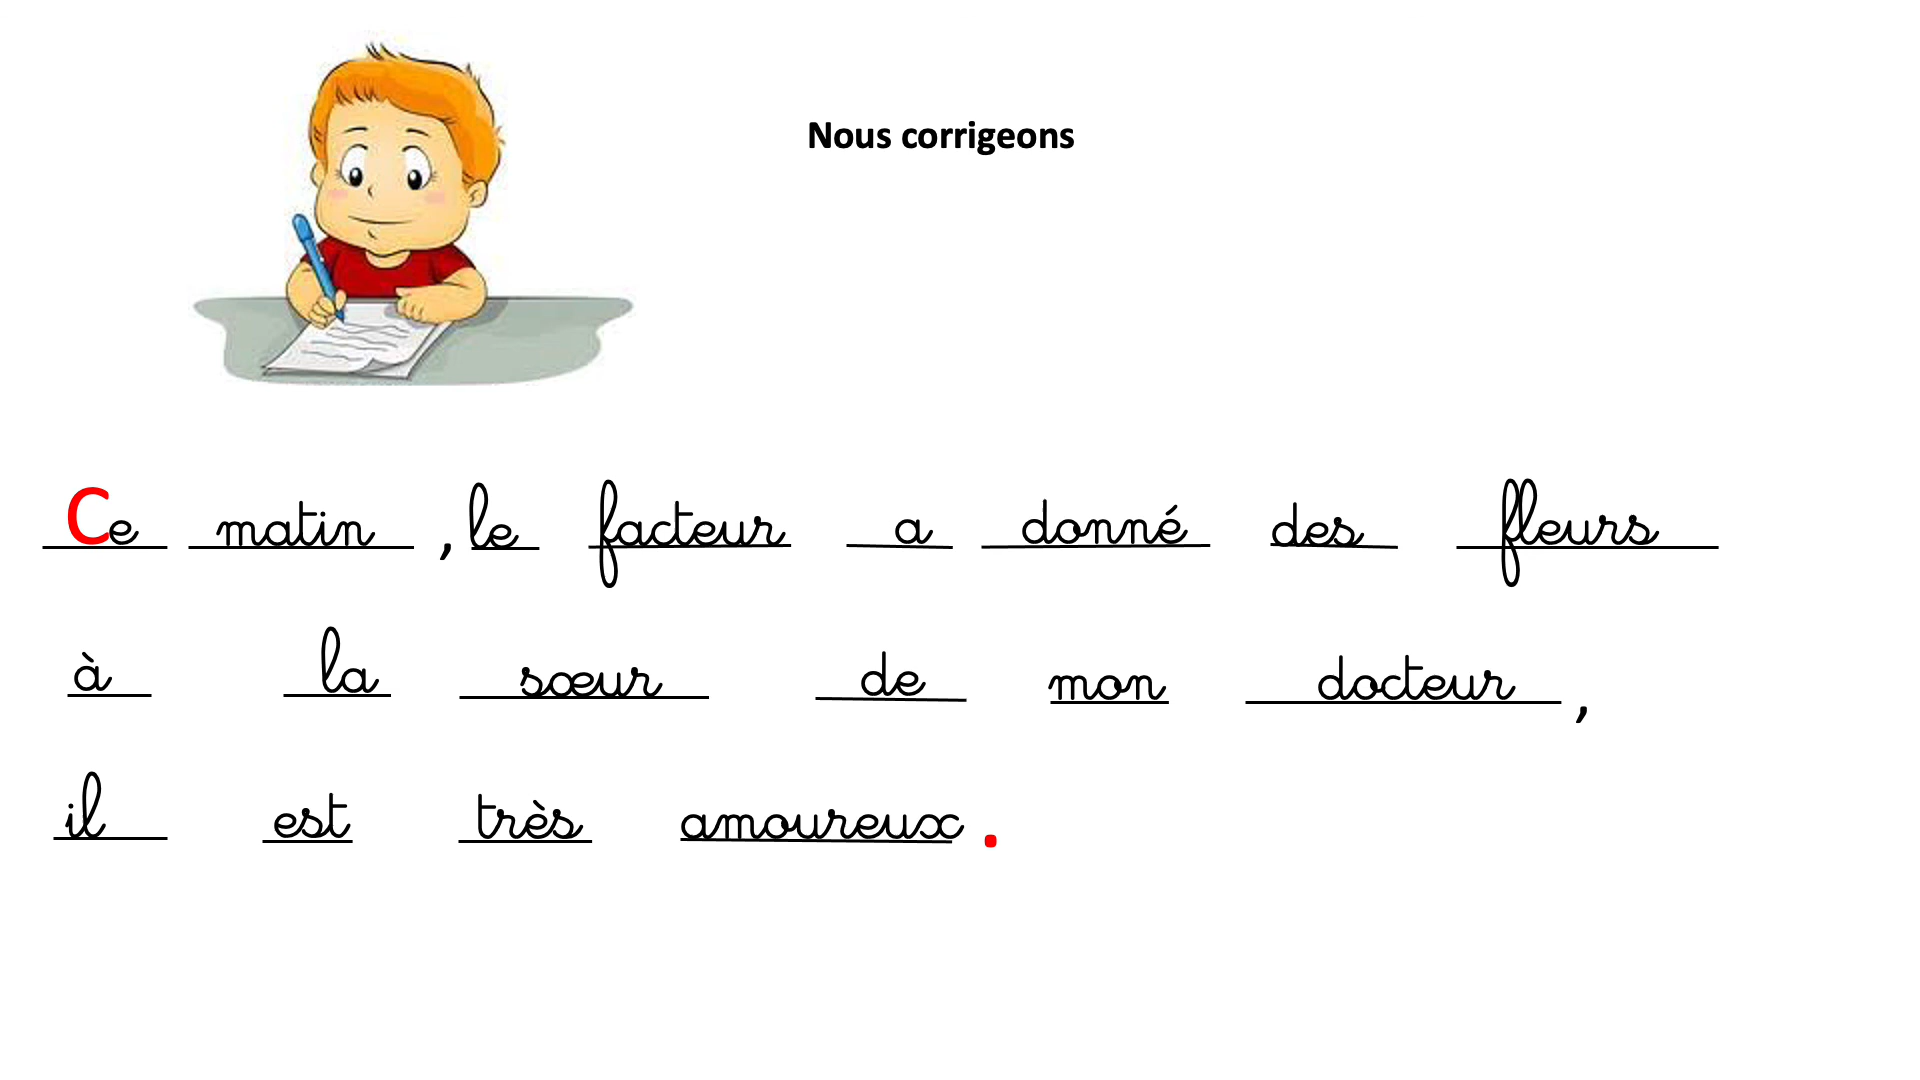 Nous corrigeons
Ce matin, le facteur a donné des fleurs
à la sœur de mon docteur,
il est très amoureux.